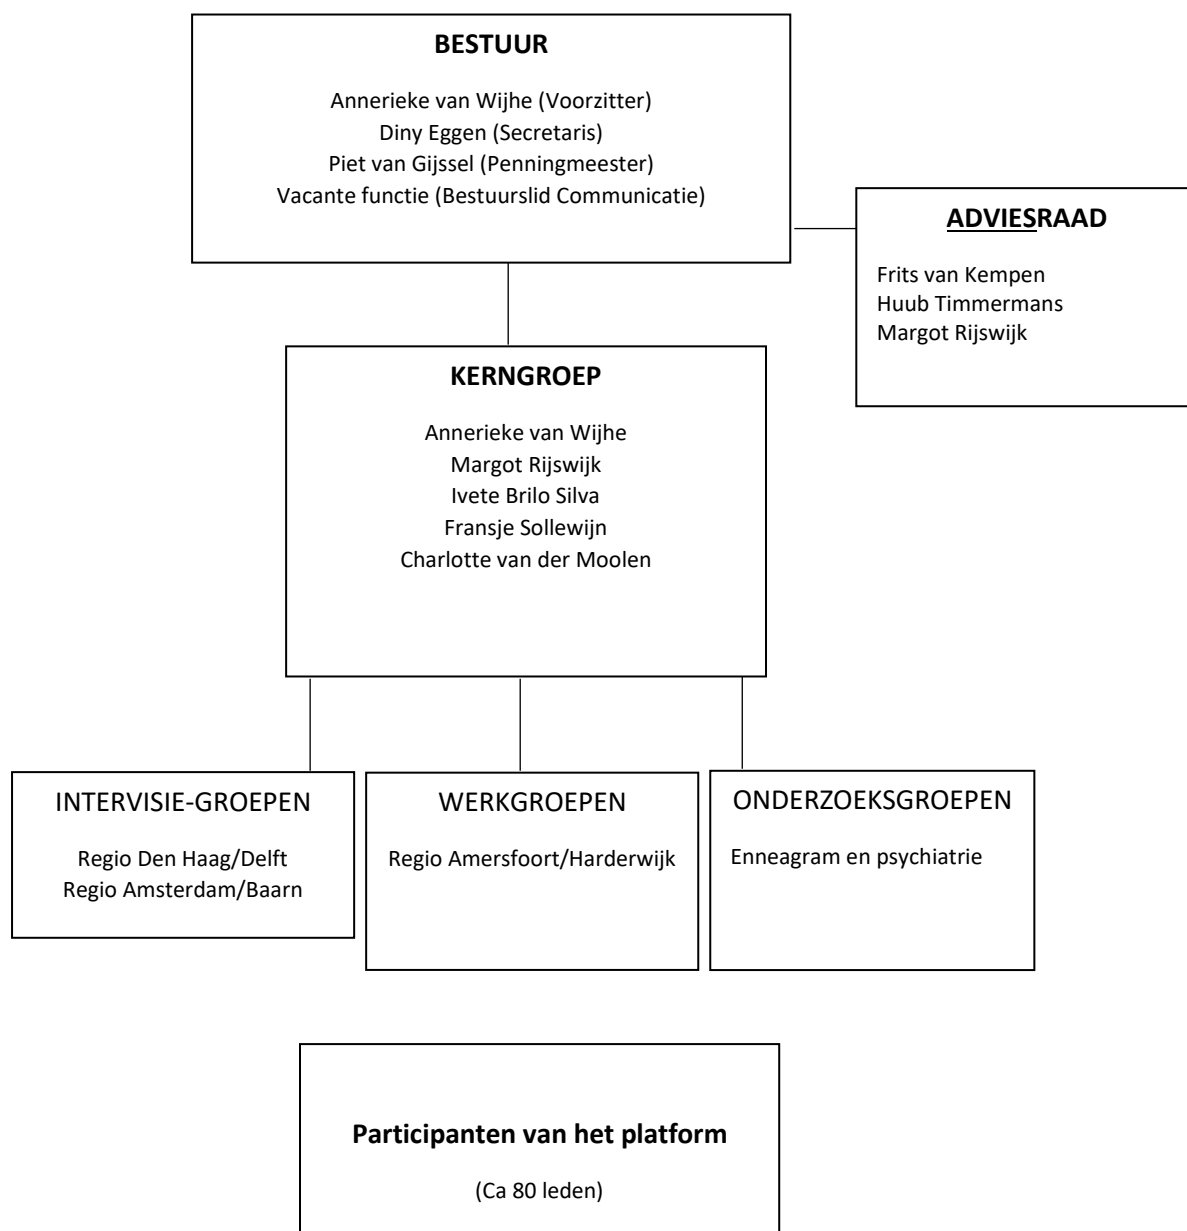 BESTUUR
Annerieke van Wijhe (Voorzitter)
Diny Eggen (Secretaris)
Piet van Gijssel (Penningmeester)
Vacante functie (Bestuurslid Communicatie)
ADVIESRAAD
Frits van Kempen
Huub Timmermans
Margot Rijswijk
KERNGROEP
Annerieke van Wijhe
Margot Rijswijk
Ivete Brilo Silva
Fransje Sollewijn
Charlotte van der Moolen
INTERVISIE-GROEPEN
Regio Den Haag/Delft
Regio Amsterdam/Baarn
WERKGROEPEN
Regio Amersfoort/Harderwijk
ONDERZOEKSGROEPEN
Enneagram en psychiatrie
Participanten van het platform
(Ca 80 leden)